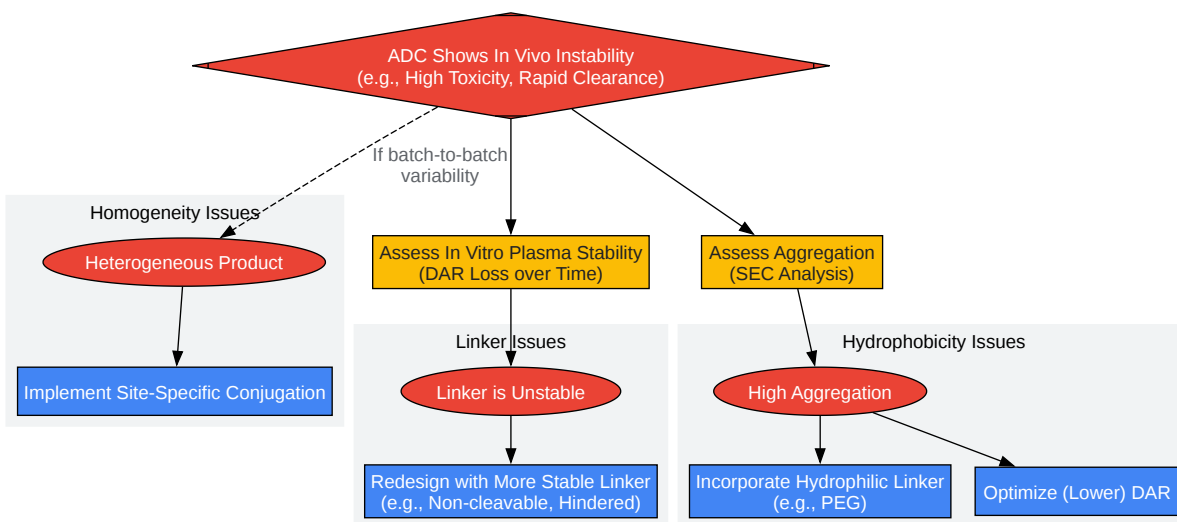 ADC Shows In Vivo Instability
(e.g., High Toxicity, Rapid Clearance)
If batch-to-batch
variability
Homogeneity Issues
Heterogeneous Product
Implement Site-Specific Conjugation
Assess In Vitro Plasma Stability
(DAR Loss over Time)
Linker Issues
Linker is Unstable
Redesign with More Stable Linker
(e.g., Non-cleavable, Hindered)
Assess Aggregation
(SEC Analysis)
Hydrophobicity Issues
High Aggregation
Incorporate Hydrophilic Linker
(e.g., PEG)
Optimize (Lower) DAR